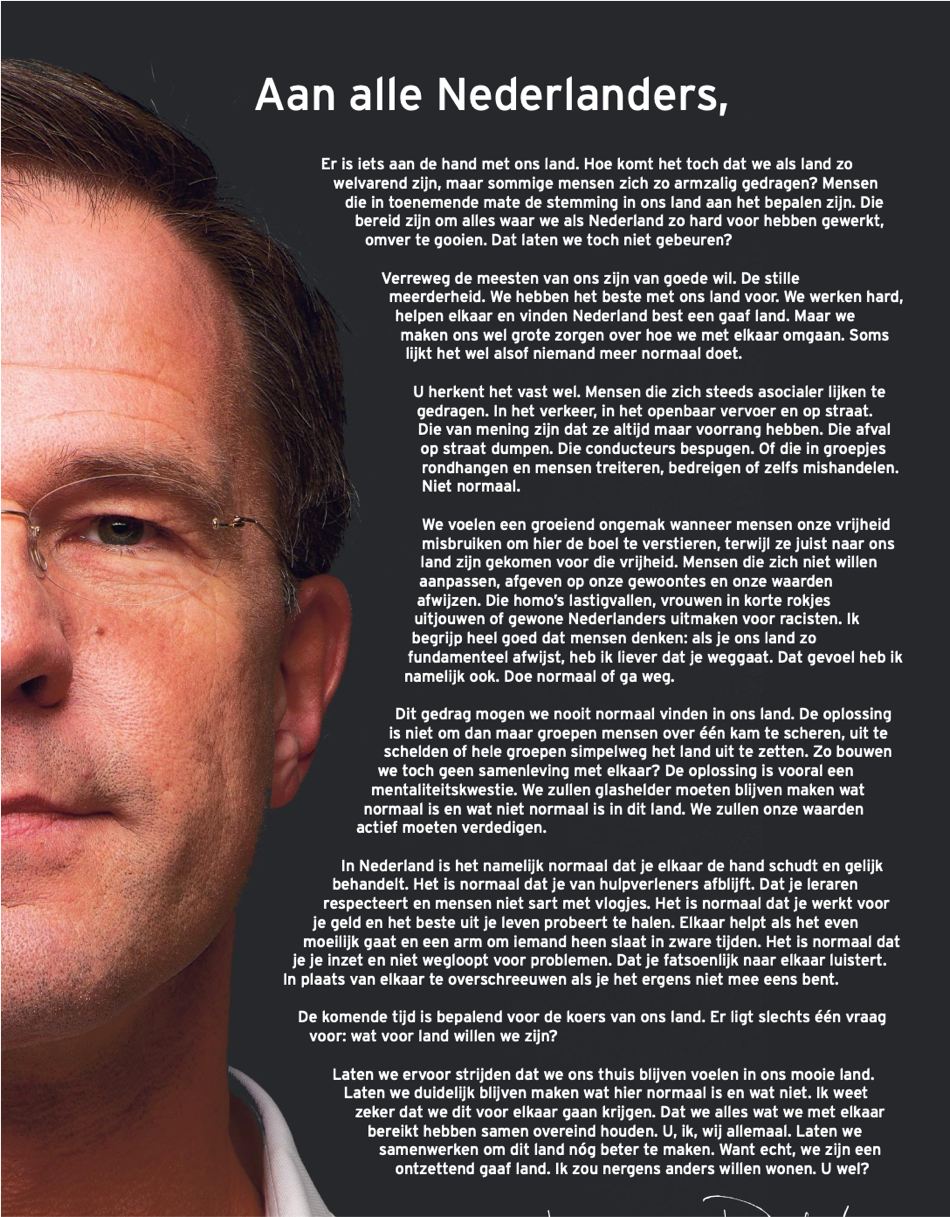 Aan alle Nederlanders,
Er is iets aan de hand met ons land. Hoe komt het toch dat we als land zo
welvarend zijn, maar sommige mensen zich zo armzalig gedragen? Mensen
die in toenemende mate de stemming in ons land aan het bepalen zijn. Die
bereid zijn om alles waar we als Nederland zo hard voor hebben gewerkt,
omver te gooien. Dat laten we toch niet gebeuren?
Verreweg de meesten van ons zijn van goede wil. De stille
meerderheid. We hebben het beste met ons land voor. We werken hard,
helpen elkaar en vinden Nederland best een gaaf land. Maar we
maken ons wel grote zorgen over hoe we met elkaar omgaan. Soms
lijkt het wel alsof niemand meer normaal doet.
U herkent het vast wel. Mensen die zich steeds asocialer lijken te
gedragen. In het verkeer, in het openbaar vervoer en op straat.
Die van mening zijn dat ze altijd maar voorrang hebben. Die afval
op straat dumpen. Die conducteurs bespugen. Of die in groepjes
rondhangen en mensen treiteren, bedreigen of zelfs mishandelen.
Niet normaal.
We voelen een groeiend ongemak wanneer mensen onze vrijheid
misbruiken om hier de boel te verstieren, terwijl ze juist naar ons
land zijn gekomen voor die vrijheid. Mensen die zich niet willen
aanpassen, afgeven op onze gewoontes en onze waarden
afwijzen. Die homo's lastigvallen, vrouwen in korte rokjes
uitjouwen of gewone Nederlanders uitmaken voor racisten. Ik
begrijp heel goed dat mensen denken: als je ons land zo
fundamenteel afwijst, heb ik liever dat je weggaat. Dat gevoel heb ik
namelijk ook. Doe normaal of ga weg.
Dit gedrag mogen we nooit normaal vinden in ons land. De oplossing
is niet om dan maar groepen mensen over één kam te scheren, uit te
schelden of hele groepen simpelweg het land uit te zetten. Zo bouwen
we toch geen samenleving met elkaar? De oplossing is vooral een
mentaliteitskwestie. We zullen glashelder moeten blijven maken wat
normaal is en wat niet normaal is in dit land. We zullen onze waarden
actief moeten verdedigen.
In Nederland is het namelijk normaal dat je elkaar de hand schudt en gelijk
behandelt. Het is normaal dat je van hulpverleners afblijft. Dat je leraren
respecteert en mensen niet sart met vlogjes. Het is normaal dat je werkt voor
je geld en het beste uit je leven probeert te halen. Elkaar helpt als het even
moeilijk gaat en een arm om iemand heen slaat in zware tijden. Het is normaal dat
je je inzet en niet wegloopt voor problemen. Dat je fatsoenlijk naar elkaar luistert.
In plaats van elkaar te overschreeuwen als je het ergens niet mee eens bent.
De komende tijd is bepalend voor de koers van ons land. Er ligt slechts één vraag
voor: wat voor land willen we zijn?
Laten we ervoor strijden dat we ons thuis blijven voelen in ons mooie land.
Laten we duidelijk blijven maken wat hier normaal is en wat niet. Ik weet
zeker dat we dit voor elkaar gaan krijgen. Dat we alles wat we met elkaar
bereikt hebben samen overeind houden. U, ik, wij allemaal. Laten we
samenwerken om dit land nóg beter te maken. Want echt, we zijn een
ontzettend gaaf land. Ik zou nergens anders willen wonen. U wel?